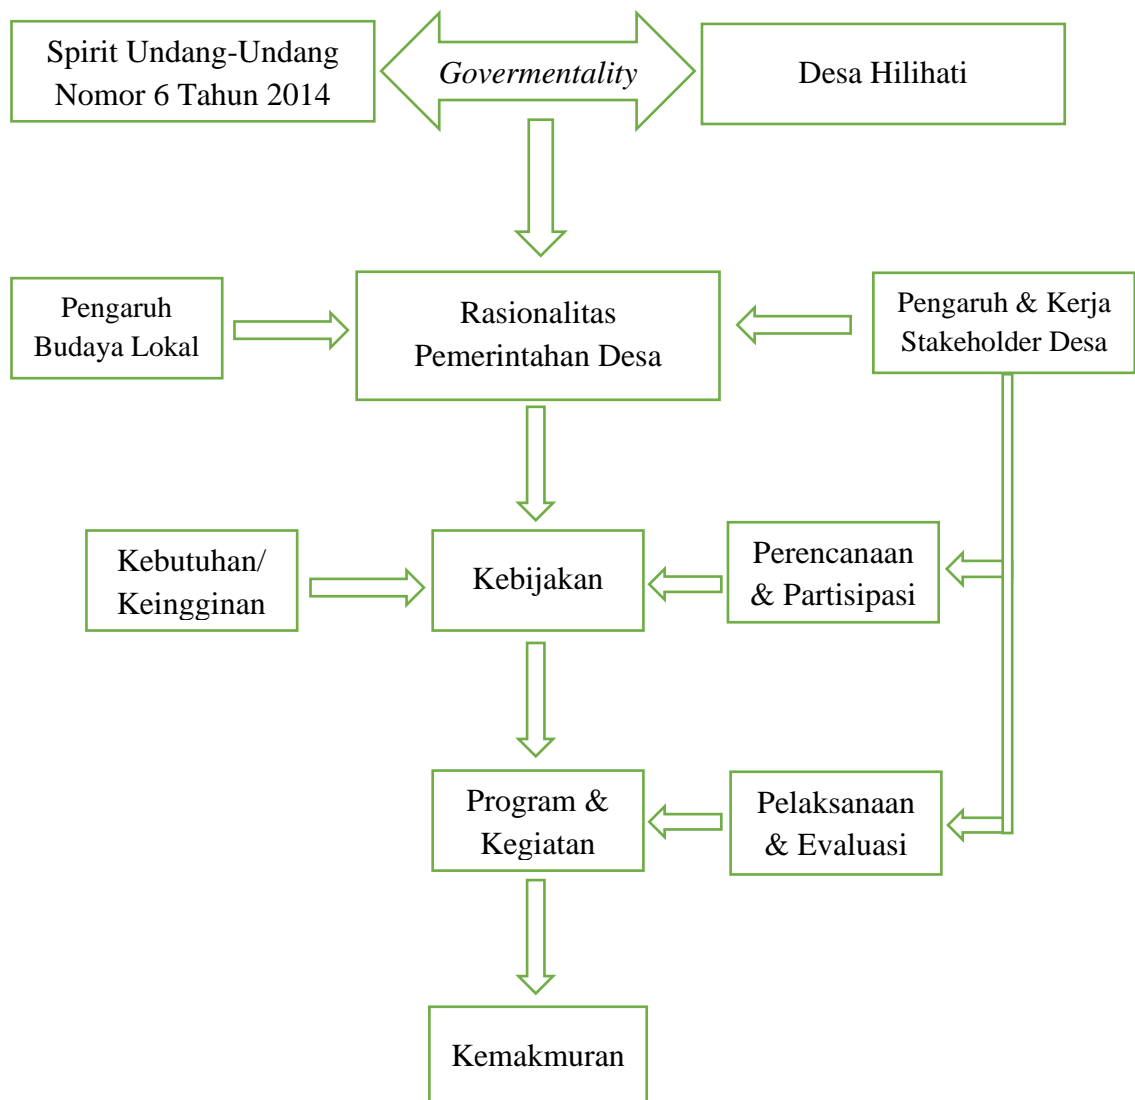 Spirit Undang-Undang
Nomor 6 Tahun 2014
Govermentality
Desa Hilihati
Pengaruh
Budaya Lokal
Rasionalitas
Pemerintahan Desa
Pengaruh & Kerja
Stakeholder Desa
Kebutuhan/
Keingginan
Kebijakan
Perencanaan
& Partisipasi
Program &
Kegiatan
Pelaksanaan
& Evaluasi
Kemakmuran